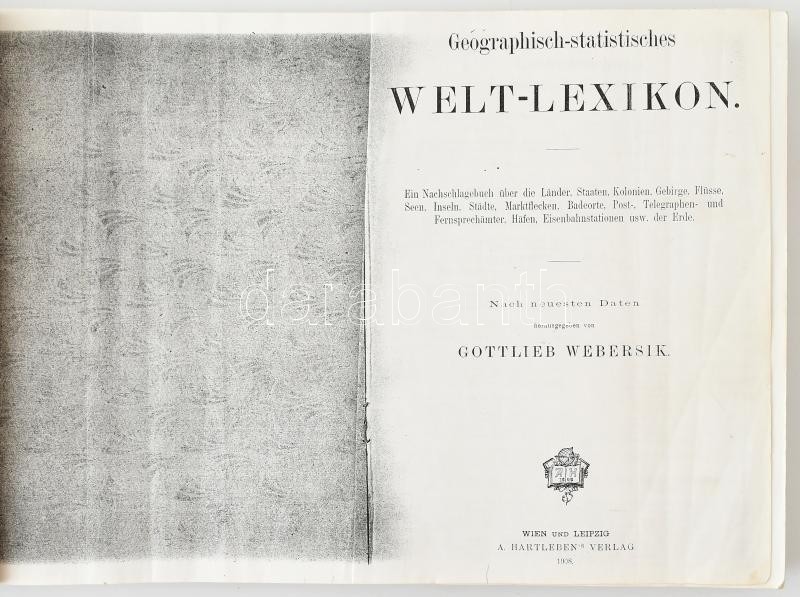 Geographisch-statistisches
WELT-LEXIKON.
Ein Nachschlagebuch über die Länder, Staaten, Kolonien, Gebirge, Flüsse,
Seen, Inseln, Städte, Marktflecken, Badeorte, Post-, Telegraphen- und
Fernsprechämter, Häfen, Eisenbahnstationen usw. der Erde.
darabanth
Nach neuesten Daten
herausgegeben von
GOTTLIEB WEBERSIK.
A H
WIEN UND LEIPZIG
A. HARTLEBEN'S VERLAG
1908.